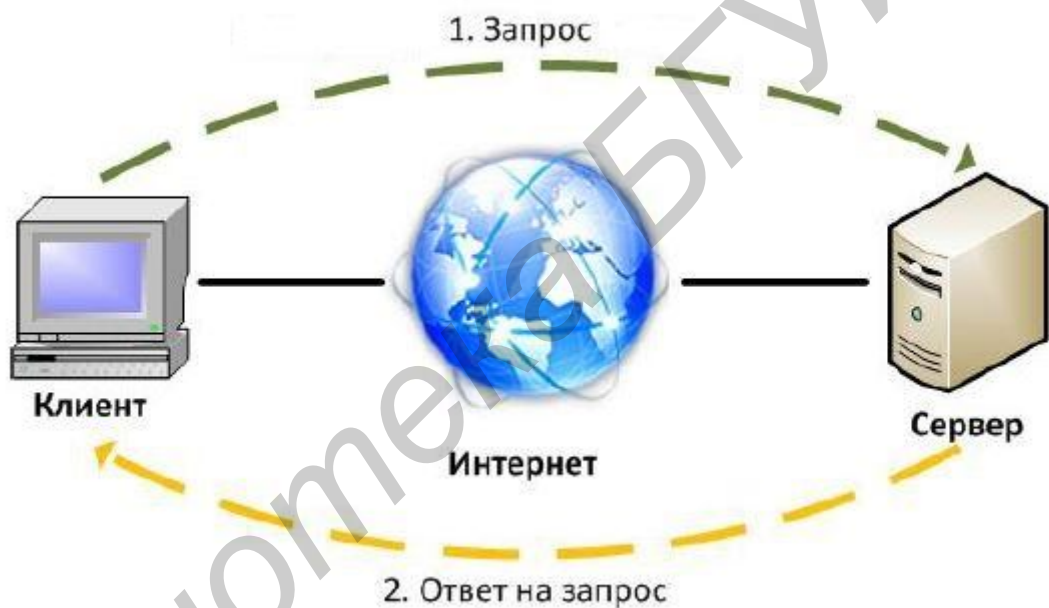 1. Запрос
Клиент
Интернет
Сервер
2. Ответ на запрос